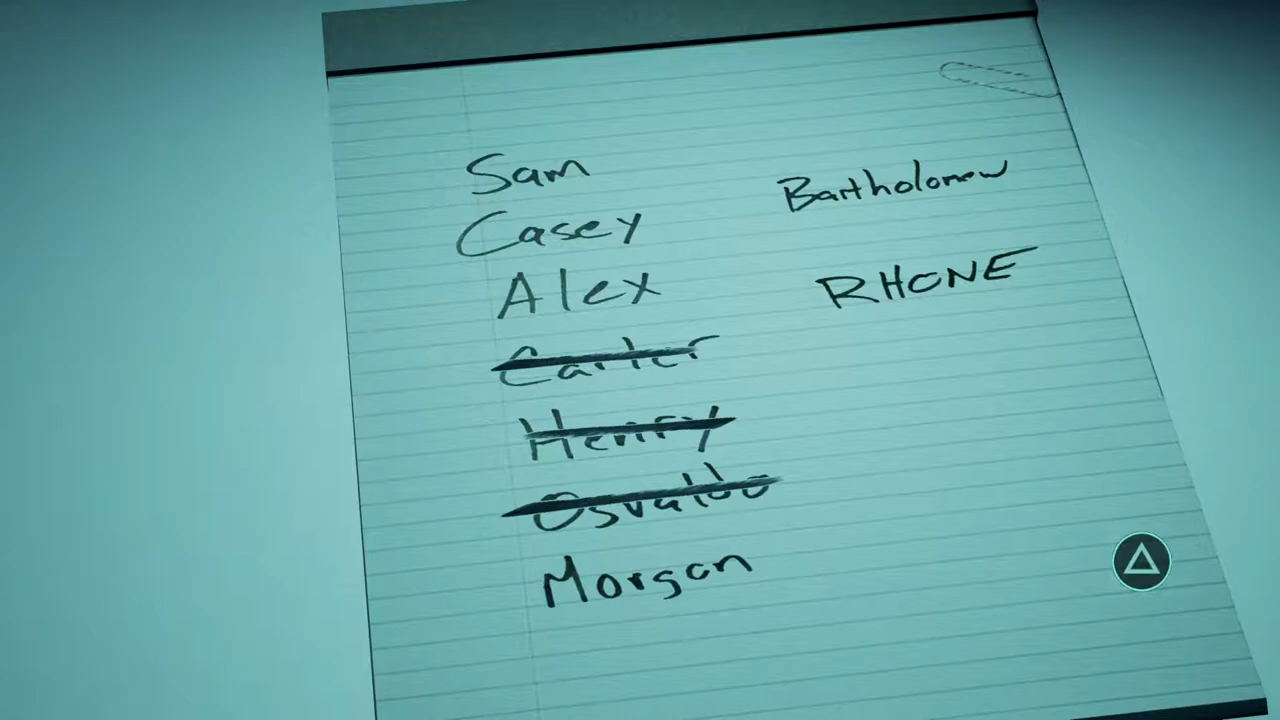 Sam
Casey
Alex
Carter
Henry
Osvaldo
Morgan
Bartholomew
RHONE